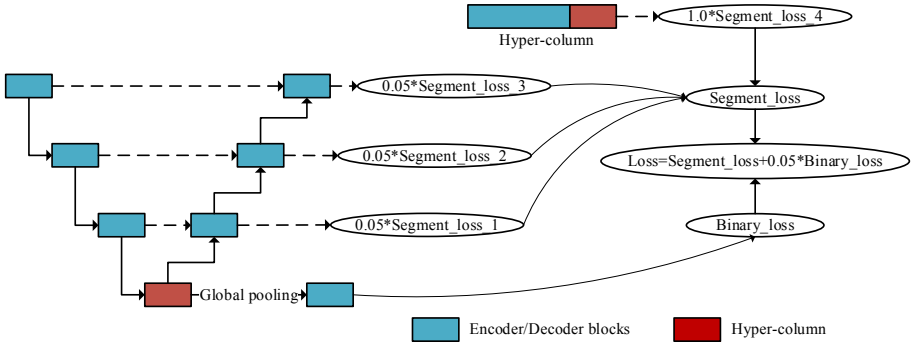 1.0*Segment_loss_4
Hyper-column
0.05*Segment_loss_3
Segment_loss
0.05*Segment_loss_2
Loss=Segment_loss+0.05*Binary_loss
0.05*Segment_loss_1
Binary_loss
Global pooling
Encoder/Decoder blocks
Hyper-column